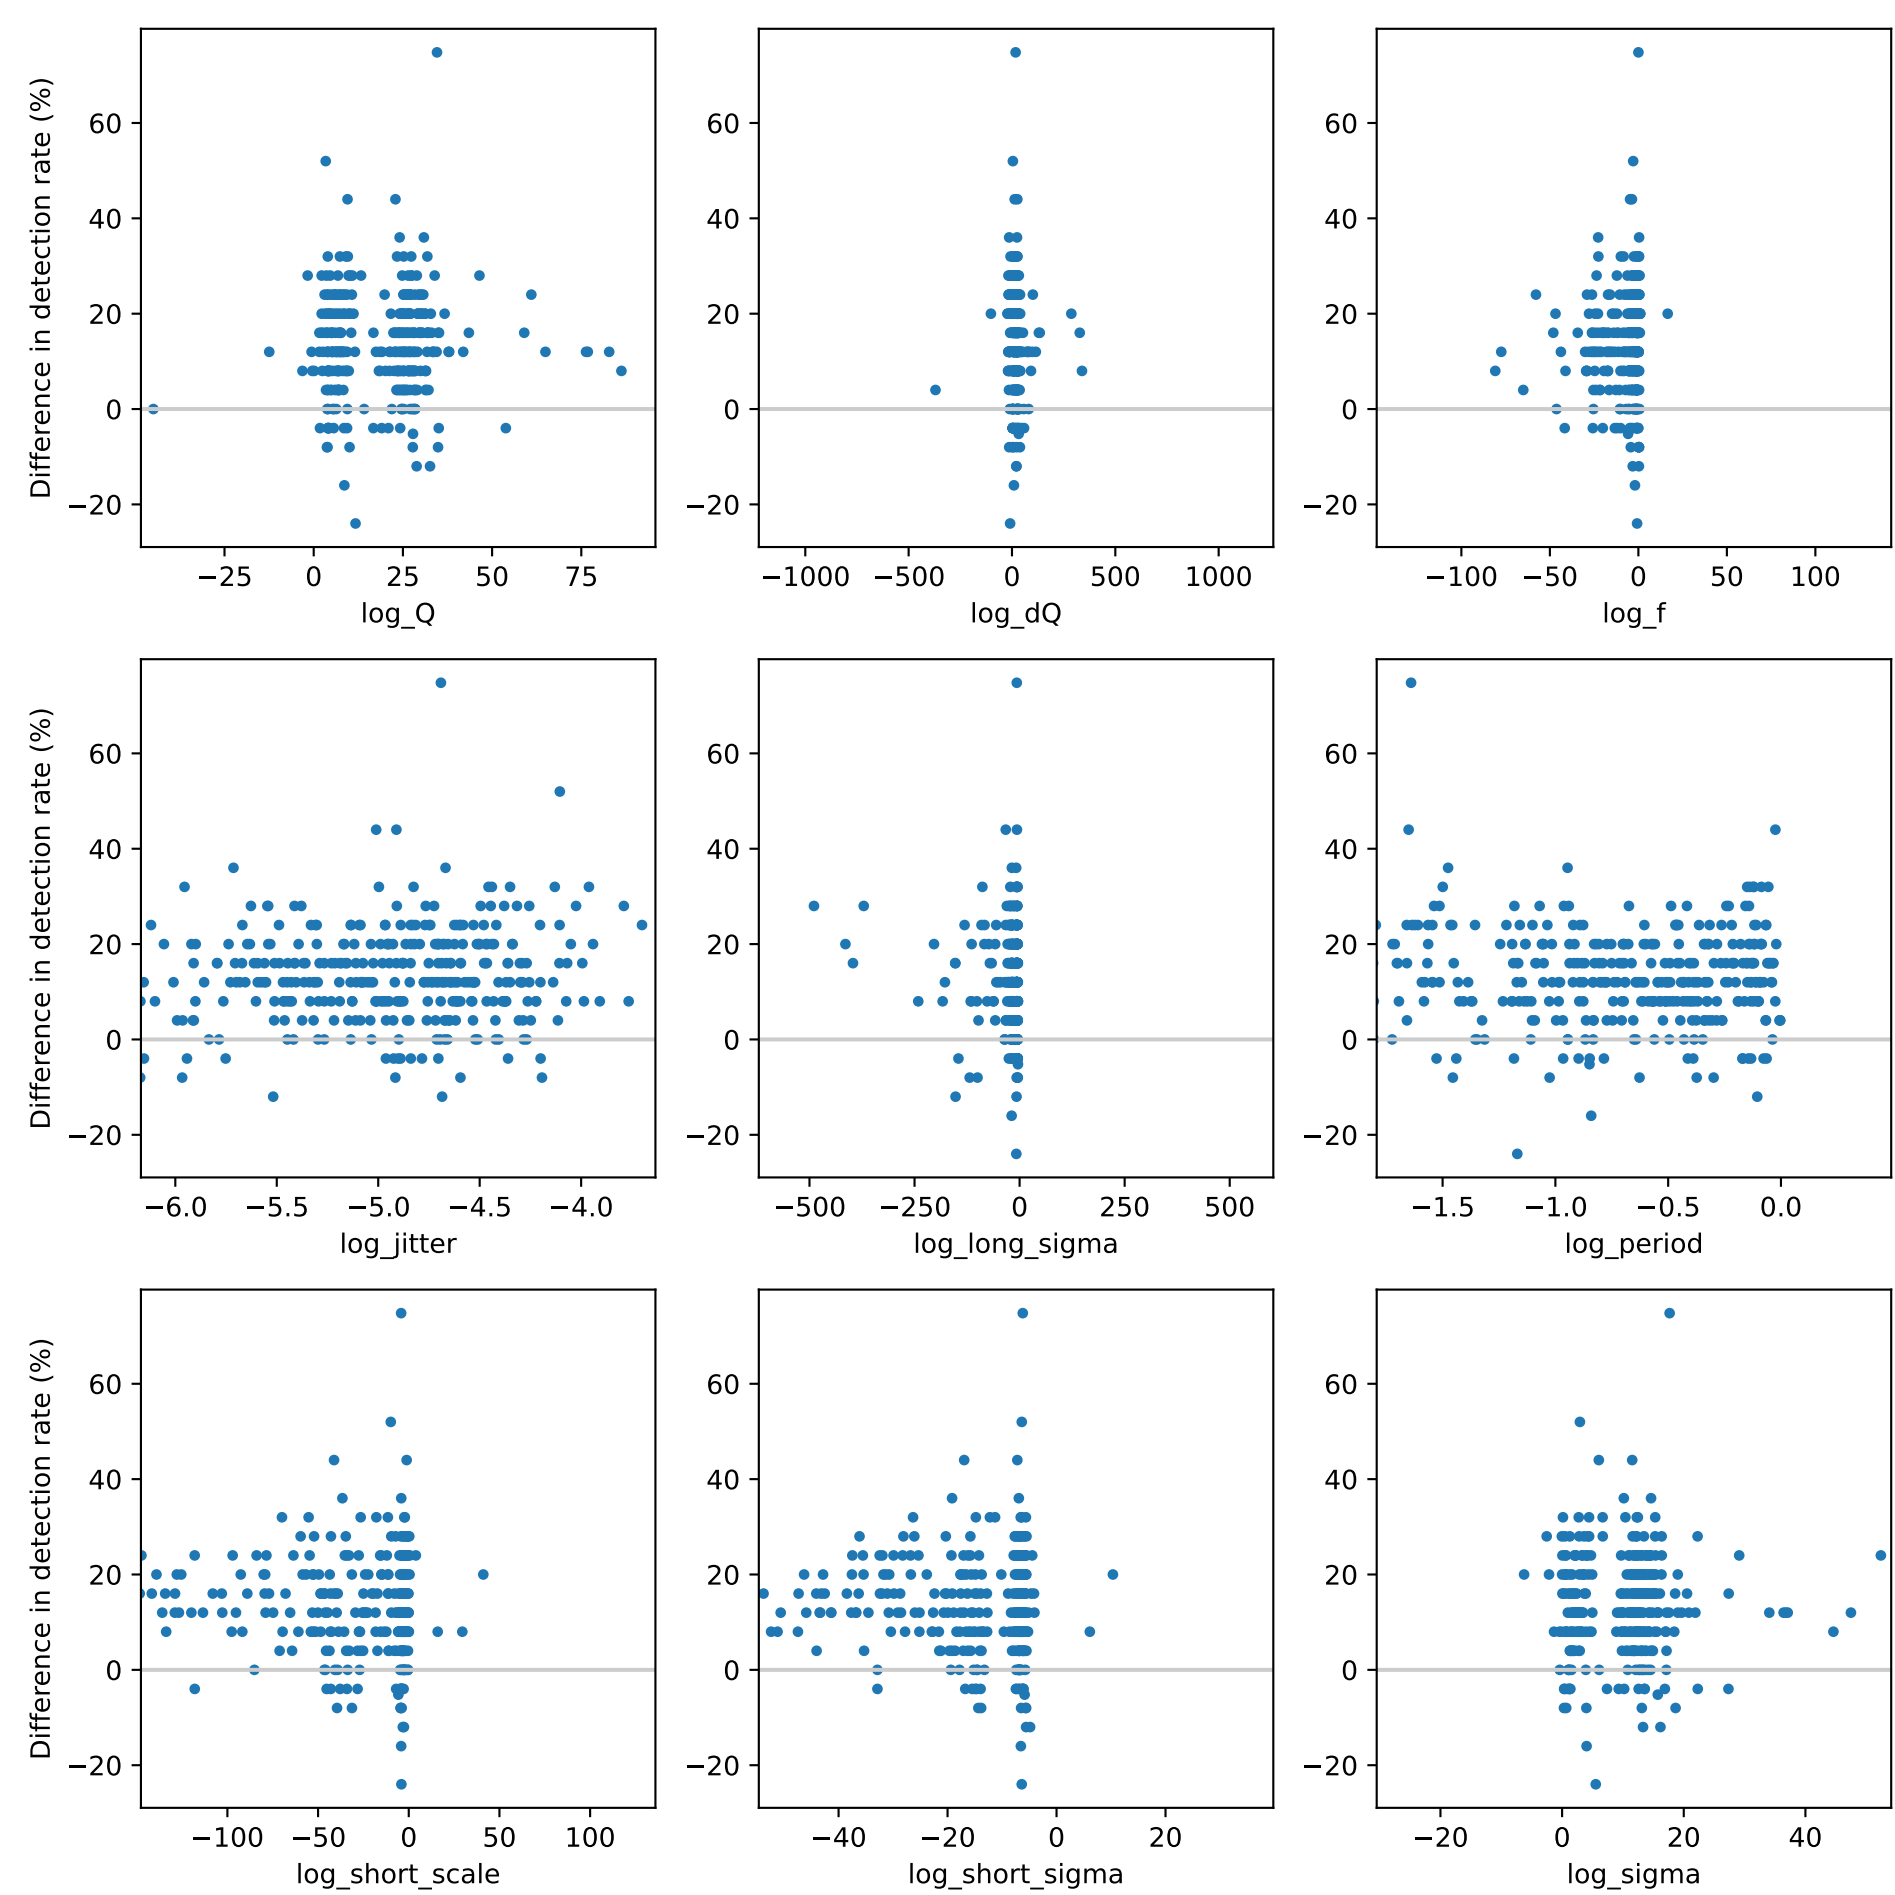 Difference in detection rate (%)
60
40
20
0
−20
−25 0 25 50 75
log_Q
60
40
20
0
−20
−1000 −500 0 500 1000
log_dQ
60
40
20
0
−20
−100 −50 0 50 100
log_f
Difference in detection rate (%)
60
40
20
0
−20
−6.0 −5.5 −5.0 −4.5 −4.0
log_jitter
60
40
20
0
−20
−500 −250 0 250 500
log_long_sigma
60
40
20
0
−20
−1.5 −1.0 −0.5 0.0
log_period
Difference in detection rate (%)
60
40
20
0
−20
−100 −50 0 50 100
log_short_scale
60
40
20
0
−20
−40 −20 0 20
log_short_sigma
60
40
20
0
−20
−20 0 20 40
log_sigma